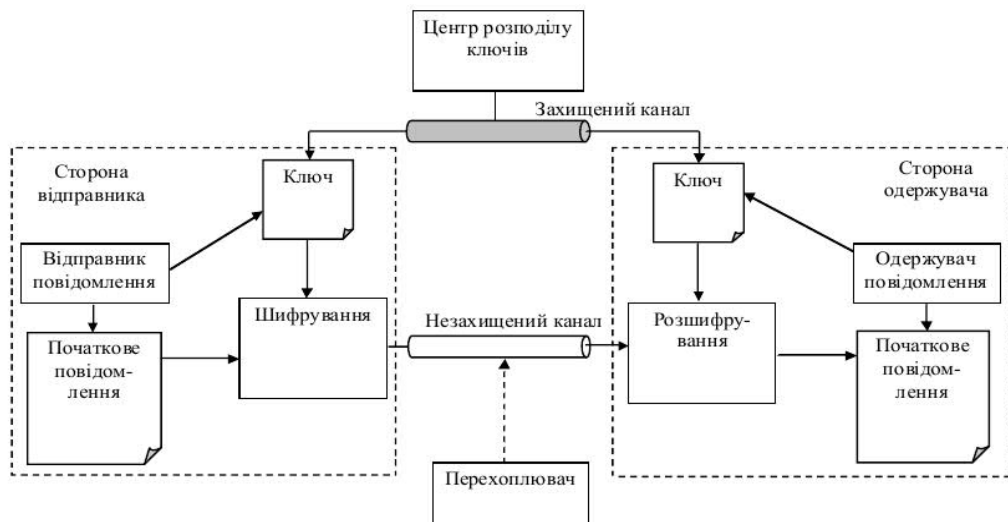 Центр розподілу
ключів
Захищений канал
Сторона
відправника
Ключ
Ключ
Сторона
одержувача
Відправник
повідомлення
Одержувач
повідомлення
Шифрування
Незахищений канал
Розшифру-
вання
Початкове
повідом-
лення
Початкове
повідом-
лення
Перехоплювач